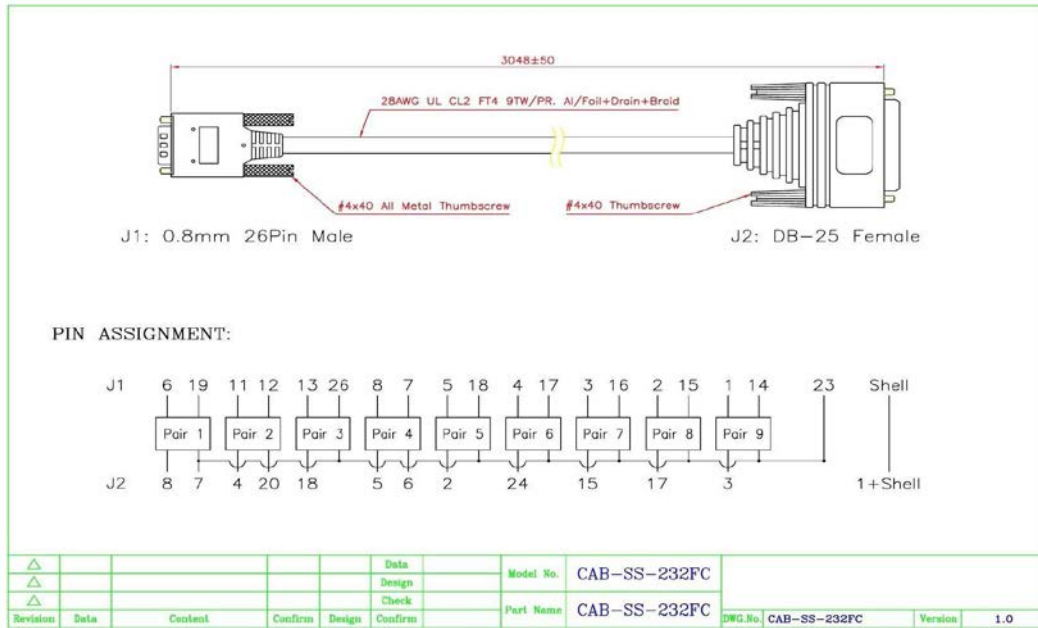 3048±50
28AWG UL CL2 FT4 9TW/PR. Al/Foil+Drain+Braid
#4x40 All Metal Thumbscrew
#4x40 Thumbscrew
J1: 0.8mm 26Pin Male
J2: DB-25 Female
PIN ASSIGNMENT:
J1 6 19 11 12 13 26 8 7 5 18 4 17 3 16 2 15 1 14 23 Shell
Pair 1 Pair 2 Pair 3 Pair 4 Pair 5 Pair 6 Pair 7 Pair 8 Pair 9
J2 8 7 4 20 18 5 6 2 24 15 17 3 1+Shell
Data
Design
Check
Revision Data Content Confirm Design Confirm
Model No. CAB-SS-232FC
Part Name CAB-SS-232FC
DWG.No. CAB-SS-232FC Version 1.0